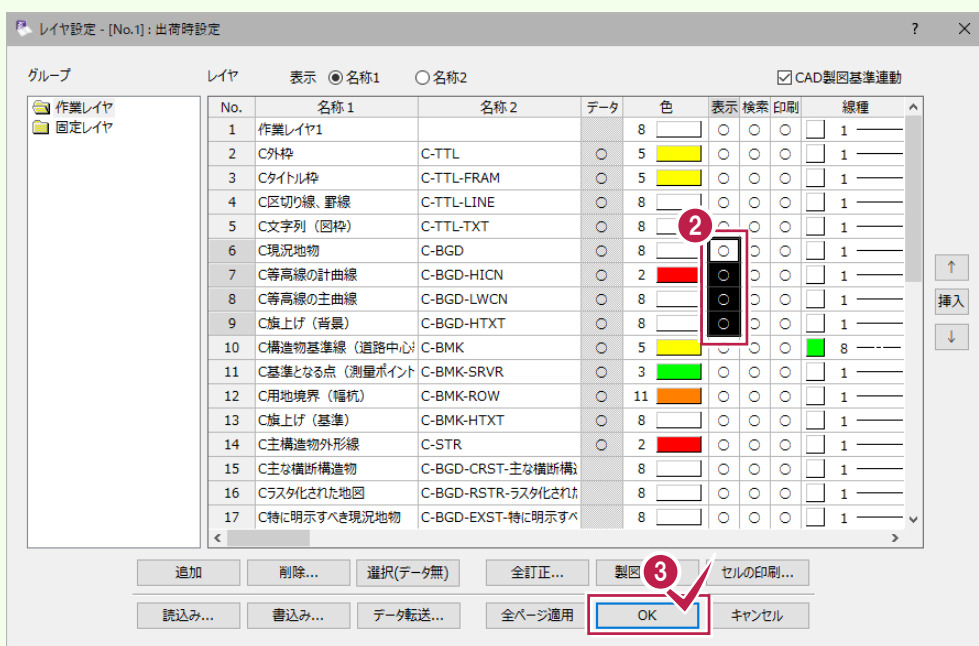 レイヤ設定 - [No.1] : 出荷時設定 ? ×
グループ レイヤ 表示 名称1 名称2 CAD製図基準連動
作業レイヤ
固定レイヤ
No. 名称 1 名称 2 データ 色 表示 検索 印刷 線種
1 作業レイヤ1 8 ○ ○ ○ 1
2 C外枠 C-TTL ○ 5 ○ ○ ○ 1
3 Cタイトル枠 C-TTL-FRAM ○ 5 ○ ○ ○ 1
4 C区切り線、罫線 C-TTL-LINE ○ 8 ○ ○ ○ 1
5 C文字列（図枠） C-TTL-TXT ○ 8 ○ ○ ○ 1
2
6 C現況地物 C-BGD ○ 8 ○ ○ ○ 1
7 C等高線の計曲線 C-BGD-HICN ○ 2 ○ ○ ○ 1
8 C等高線の主曲線 C-BGD-LWCN ○ 8 ○ ○ ○ 1
9 C旗上げ（背景） C-BGD-HTXT ○ 8 ○ ○ ○ 1
10 C構造物基準線（道路中心 C-BMK ○ 5 ○ ○ ○ 8
11 C基準となる点（測量ポイント C-BMK-SRVR ○ 3 ○ ○ ○ 1
12 C用地境界（幅杭） C-BMK-ROW ○ 11 ○ ○ ○ 1
13 C旗上げ（基準） C-BMK-HTXT ○ 8 ○ ○ ○ 1
14 C主構造物外形線 C-STR ○ 2 ○ ○ ○ 1
15 C主な横断構造物 C-BGD-CRST-主な横断構造 8 ○ ○ ○ 1
16 Cラスタ化された地図 C-BGD-RSTR-ラスタ化された 8 ○ ○ ○ 1
17 C特に明示すべき現況地物 C-BGD-EXST-特に明示すべ 8 ○ ○ ○ 1
↑
挿入
↓
追加 削除... 選択(データ無) 全訂正... 製図 3 セルの印刷...
読込み... 書込み... データ転送... 全ページ適用 OK キャンセル